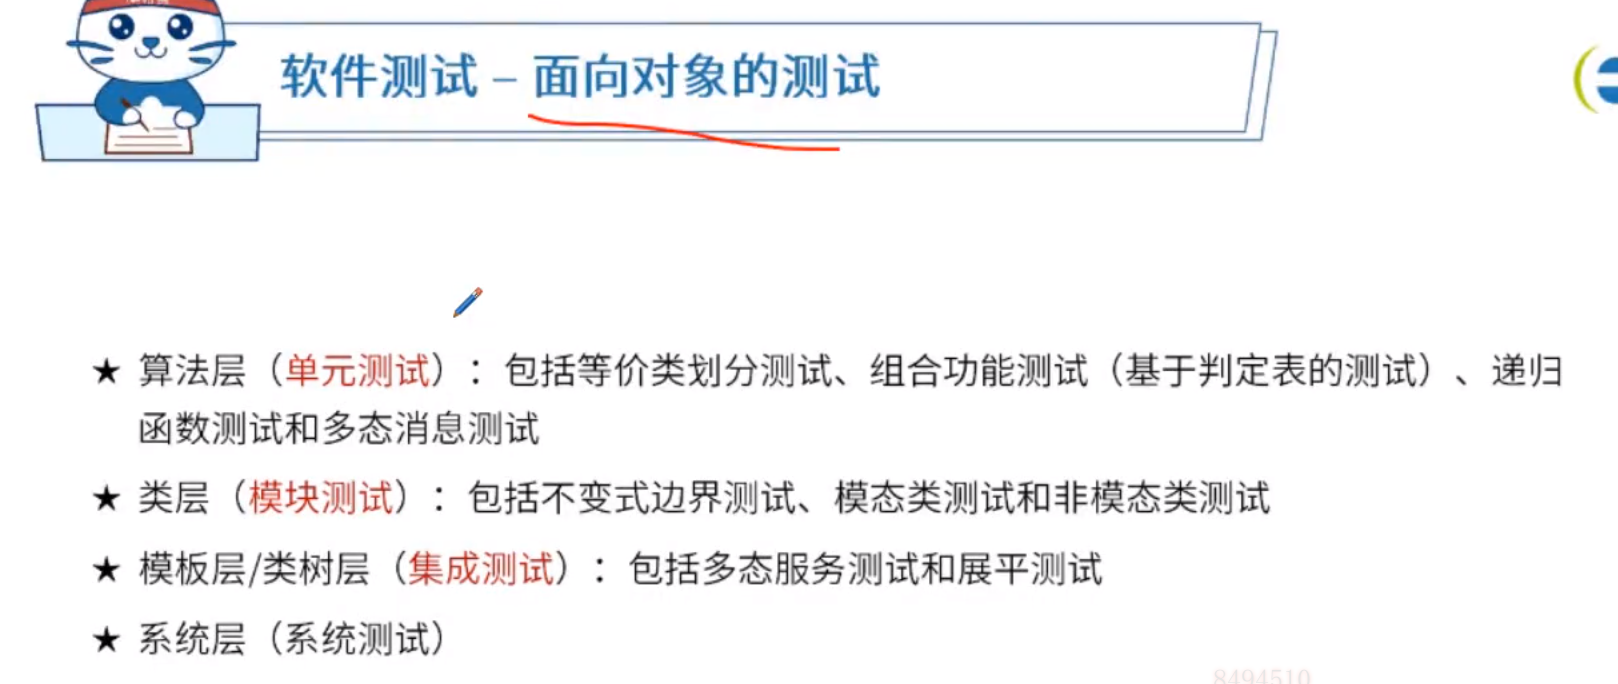 软件测试 – 面向对象的测试
★ 算法层（单元测试）：包括等价类划分测试、组合功能测试（基于判定表的测试）、递归
函数测试和多态消息测试
★ 类层（模块测试）：包括不变式边界测试、模态类测试和非模态类测试
★ 模板层/类树层（集成测试）：包括多态服务测试和展平测试
★ 系统层（系统测试）
8494510